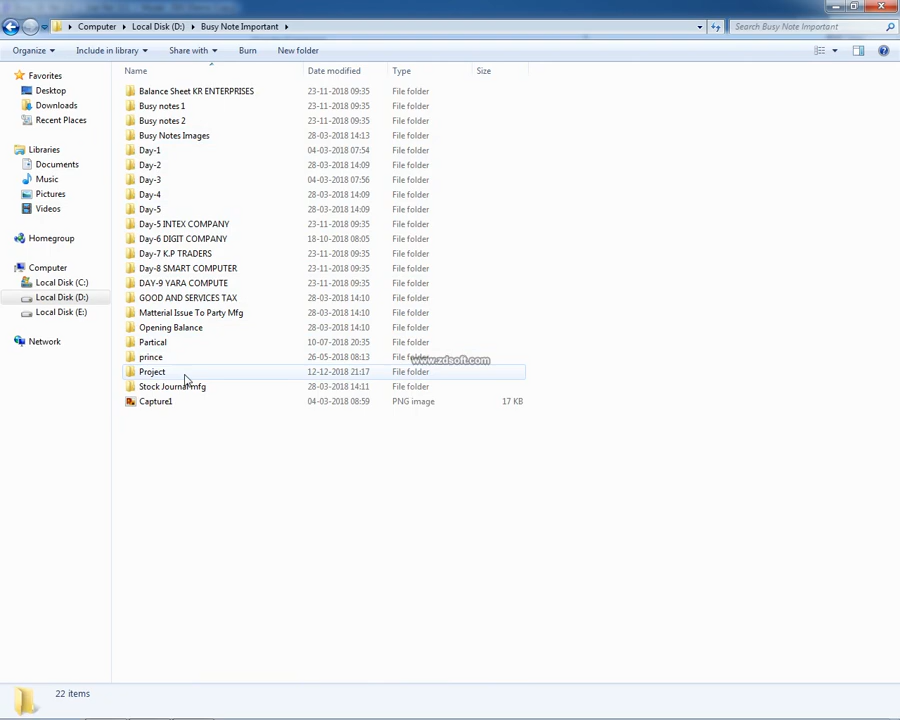 Computer Local Disk (D:) Busy Note Important Search Busy Note Important
Organize Include in library Share with Burn New folder
Name Date modified Type Size
Favorites
Desktop
Downloads
Recent Places
Libraries
Documents
Music
Pictures
Videos
Homegroup
Computer
Local Disk (C:)
Local Disk (D:)
Local Disk (E:)
Network
Balance Sheet KR ENTERPRISES 23-11-2018 09:35 File folder
Busy notes 1 23-11-2018 09:35 File folder
Busy notes 2 23-11-2018 09:35 File folder
Busy Notes Images 28-03-2018 14:13 File folder
Day-1 04-03-2018 07:54 File folder
Day-2 28-03-2018 14:09 File folder
Day-3 04-03-2018 07:56 File folder
Day-4 28-03-2018 14:09 File folder
Day-5 28-03-2018 14:09 File folder
Day-5 INTEX COMPANY 23-11-2018 09:35 File folder
Day-6 DIGIT COMPANY 18-10-2018 08:05 File folder
Day-7 K.P TRADERS 23-11-2018 09:35 File folder
Day-8 SMART COMPUTER 23-11-2018 09:35 File folder
DAY-9 YARA COMPUTE 23-11-2018 09:35 File folder
GOOD AND SERVICES TAX 28-03-2018 14:10 File folder
Matterial Issue To Party Mfg 28-03-2018 14:10 File folder
Opening Balance 28-03-2018 14:10 File folder
Partical 10-07-2018 20:35 File folder
prince 26-05-2018 08:13 File folder
www.zdsoft.com
Project 12-12-2018 21:17 File folder
Stock Journal mfg 28-03-2018 14:11 File folder
Capture1 04-03-2018 08:59 PNG image 17 KB
22 items